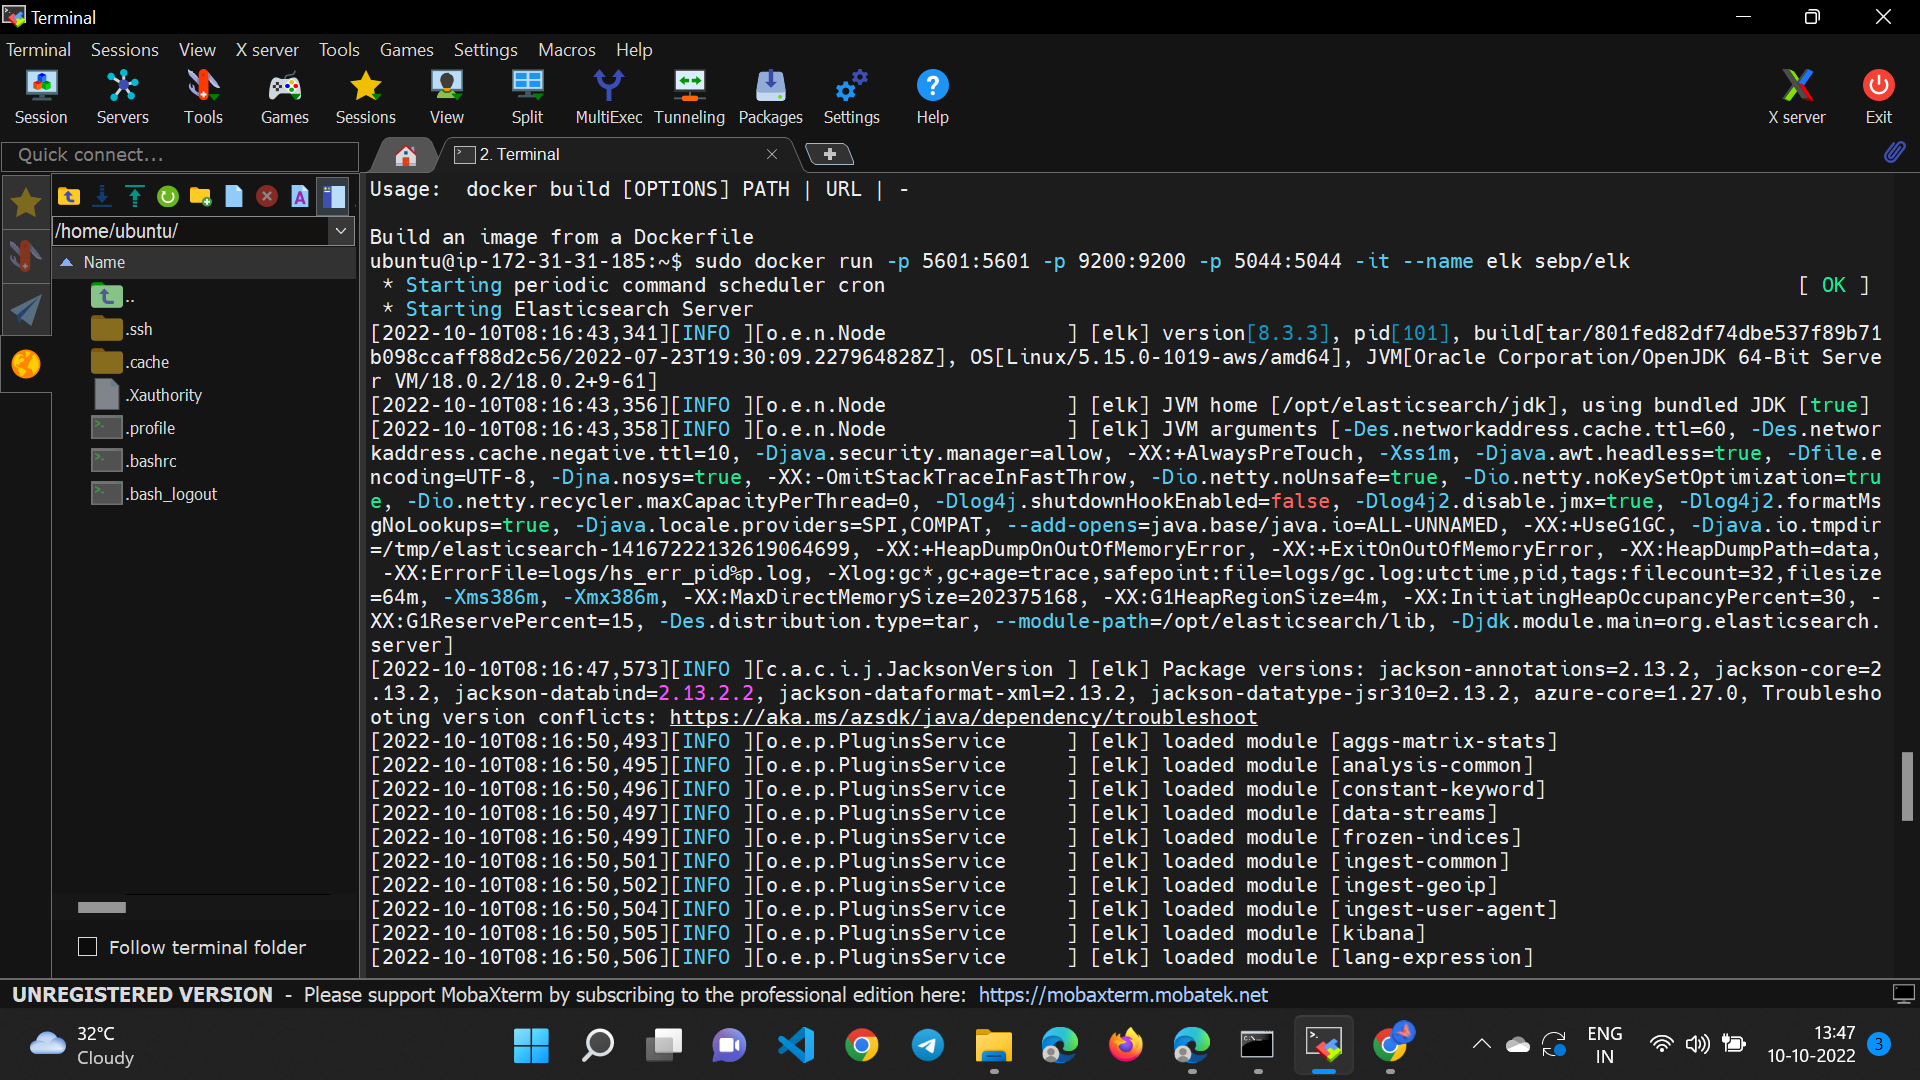 Terminal
Terminal Sessions View X server Tools Games Settings Macros Help
Session Servers Tools Games Sessions View Split MultiExec Tunneling Packages Settings Help X server Exit
Quick connect...
2. Terminal
/home/ubuntu/
Name
..
.ssh
.cache
.Xauthority
.profile
.bashrc
.bash_logout
Follow terminal folder
Usage:  docker build [OPTIONS] PATH | URL | -
Build an image from a Dockerfile
ubuntu@ip-172-31-31-185:~$ sudo docker run -p 5601:5601 -p 9200:9200 -p 5044:5044 -it --name elk sebp/elk
 * Starting periodic command scheduler cron [ OK ]
 * Starting Elasticsearch Server
[2022-10-10T08:16:43,341][INFO ][o.e.n.Node               ] [elk] version[8.3.3], pid[101], build[tar/801fed82df74dbe537f89b71
b098ccaff88d2c56/2022-07-23T19:30:09.227964828Z], OS[Linux/5.15.0-1019-aws/amd64], JVM[Oracle Corporation/OpenJDK 64-Bit Serve
r VM/18.0.2/18.0.2+9-61]
[2022-10-10T08:16:43,356][INFO ][o.e.n.Node               ] [elk] JVM home [/opt/elasticsearch/jdk], using bundled JDK [true]
[2022-10-10T08:16:43,358][INFO ][o.e.n.Node               ] [elk] JVM arguments [-Des.networkaddress.cache.ttl=60, -Des.networ
kaddress.cache.negative.ttl=10, -Djava.security.manager=allow, -XX:+AlwaysPreTouch, -Xss1m, -Djava.awt.headless=true, -Dfile.e
ncoding=UTF-8, -Djna.nosys=true, -XX:-OmitStackTraceInFastThrow, -Dio.netty.noUnsafe=true, -Dio.netty.noKeySetOptimization=tru
e, -Dio.netty.recycler.maxCapacityPerThread=0, -Dlog4j.shutdownHookEnabled=false, -Dlog4j2.disable.jmx=true, -Dlog4j2.formatMs
gNoLookups=true, -Djava.locale.providers=SPI,COMPAT, --add-opens=java.base/java.io=ALL-UNNAMED, -XX:+UseG1GC, -Djava.io.tmpdir
=/tmp/elasticsearch-14167222132619064699, -XX:+HeapDumpOnOutOfMemoryError, -XX:+ExitOnOutOfMemoryError, -XX:HeapDumpPath=data,
 -XX:ErrorFile=logs/hs_err_pid%p.log, -Xlog:gc*,gc+age=trace,safepoint:file=logs/gc.log:utctime,pid,tags:filecount=32,filesize
=64m, -Xms386m, -Xmx386m, -XX:MaxDirectMemorySize=202375168, -XX:G1HeapRegionSize=4m, -XX:InitiatingHeapOccupancyPercent=30, -
XX:G1ReservePercent=15, -Des.distribution.type=tar, --module-path=/opt/elasticsearch/lib, -Djdk.module.main=org.elasticsearch.
server]
[2022-10-10T08:16:47,573][INFO ][c.a.c.i.j.JacksonVersion ] [elk] Package versions: jackson-annotations=2.13.2, jackson-core=2
.13.2, jackson-databind=2.13.2.2, jackson-dataformat-xml=2.13.2, jackson-datatype-jsr310=2.13.2, azure-core=1.27.0, Troublesho
oting version conflicts: https://aka.ms/azsdk/java/dependency/troubleshoot
[2022-10-10T08:16:50,493][INFO ][o.e.p.PluginsService     ] [elk] loaded module [aggs-matrix-stats]
[2022-10-10T08:16:50,495][INFO ][o.e.p.PluginsService     ] [elk] loaded module [analysis-common]
[2022-10-10T08:16:50,496][INFO ][o.e.p.PluginsService     ] [elk] loaded module [constant-keyword]
[2022-10-10T08:16:50,497][INFO ][o.e.p.PluginsService     ] [elk] loaded module [data-streams]
[2022-10-10T08:16:50,499][INFO ][o.e.p.PluginsService     ] [elk] loaded module [frozen-indices]
[2022-10-10T08:16:50,501][INFO ][o.e.p.PluginsService     ] [elk] loaded module [ingest-common]
[2022-10-10T08:16:50,502][INFO ][o.e.p.PluginsService     ] [elk] loaded module [ingest-geoip]
[2022-10-10T08:16:50,504][INFO ][o.e.p.PluginsService     ] [elk] loaded module [ingest-user-agent]
[2022-10-10T08:16:50,505][INFO ][o.e.p.PluginsService     ] [elk] loaded module [kibana]
[2022-10-10T08:16:50,506][INFO ][o.e.p.PluginsService     ] [elk] loaded module [lang-expression]
UNREGISTERED VERSION - Please support MobaXterm by subscribing to the professional edition here: https://mobaxterm.mobatek.net
32°C
Cloudy
ENG
IN
13:47
10-10-2022
3